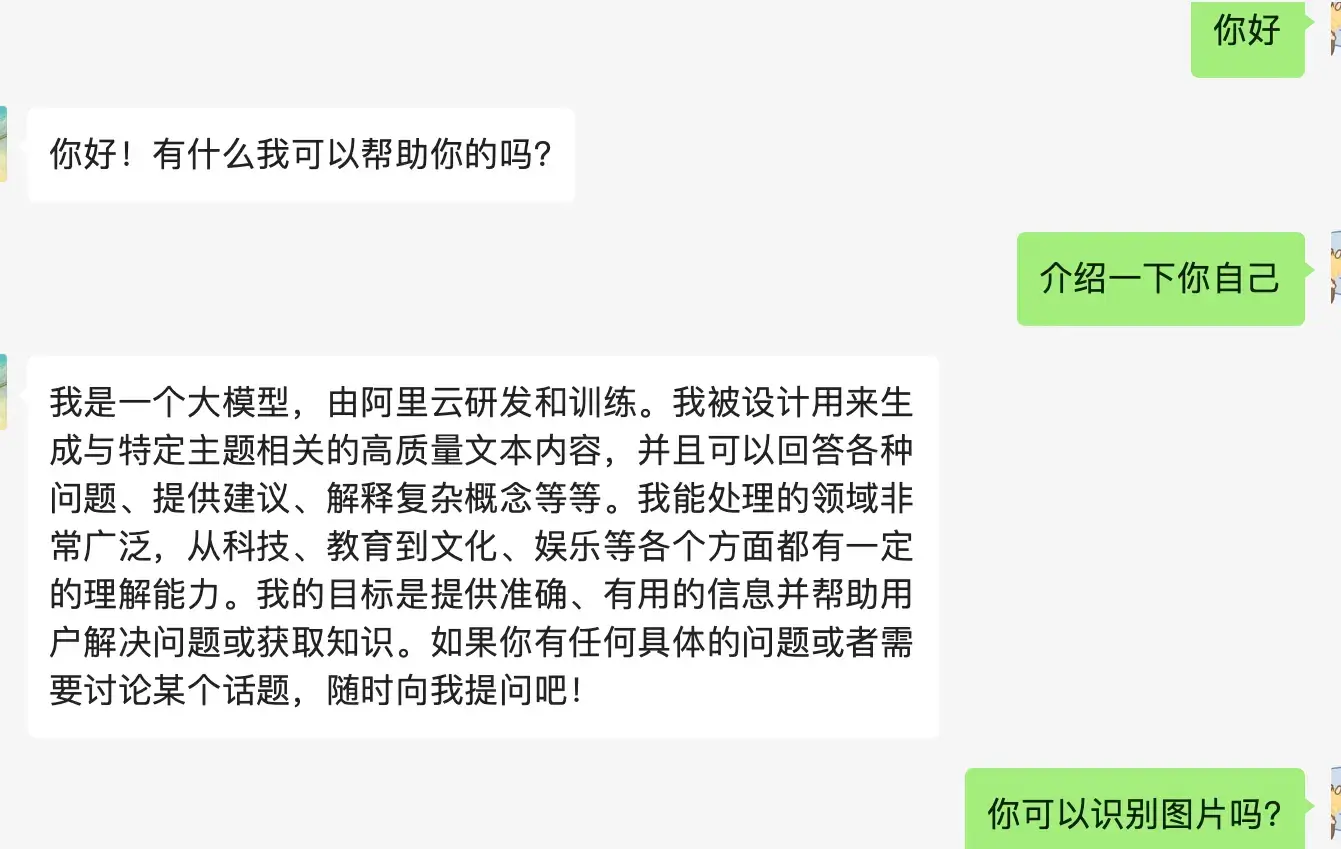 你好
你好！有什么我可以帮助你的吗？
介绍一下你自己
我是一个大模型，由阿里云研发和训练。我被设计用来生
成与特定主题相关的高质量文本内容，并且可以回答各种
问题、提供建议、解释复杂概念等等。我能处理的领域非
常广泛，从科技、教育到文化、娱乐等各个方面都有一定
的理解能力。我的目标是提供准确、有用的信息并帮助用
户解决问题或获取知识。如果你有任何具体的问题或者需
要讨论某个话题，随时向我提问吧！
你可以识别图片吗？